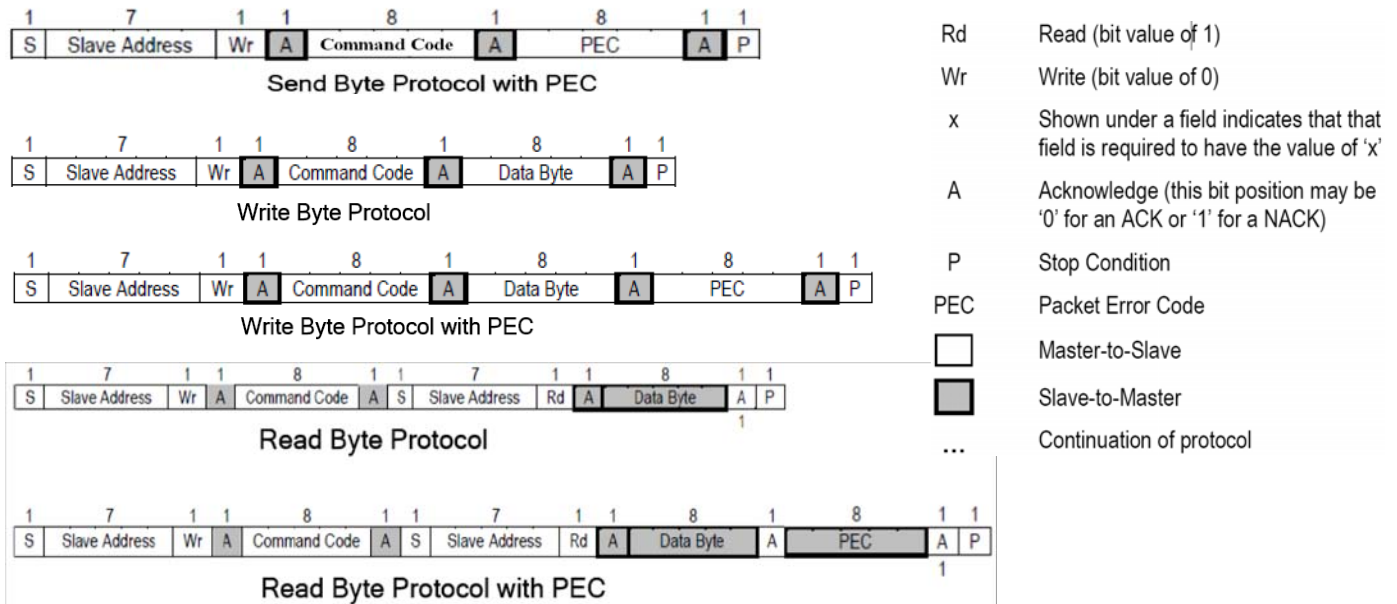 1 7 1 1 8 1 8 1 1
S Slave Address Wr A Command Code A PEC A P
Send Byte Protocol with PEC
1 7 1 1 8 1 8 1 1
S Slave Address Wr A Command Code A Data Byte A P
Write Byte Protocol
1 7 1 1 8 1 8 1 8 1 1
S Slave Address Wr A Command Code A Data Byte A PEC A P
Write Byte Protocol with PEC
1 7 1 1 8 1 1 7 1 1 8 1 1
S Slave Address Wr A Command Code A S Slave Address Rd A Data Byte A P
1
Read Byte Protocol
1 7 1 1 8 1 1 7 1 1 8 1 8 1 1
S Slave Address Wr A Command Code A S Slave Address Rd A Data Byte A PEC A P
1
Read Byte Protocol with PEC
Rd Read (bit value of 1)
Wr Write (bit value of 0)
x Shown under a field indicates that that
field is required to have the value of ‘x’
A Acknowledge (this bit position may be
‘0’ for an ACK or ‘1’ for a NACK)
P Stop Condition
PEC Packet Error Code
Master-to-Slave
Slave-to-Master
... Continuation of protocol